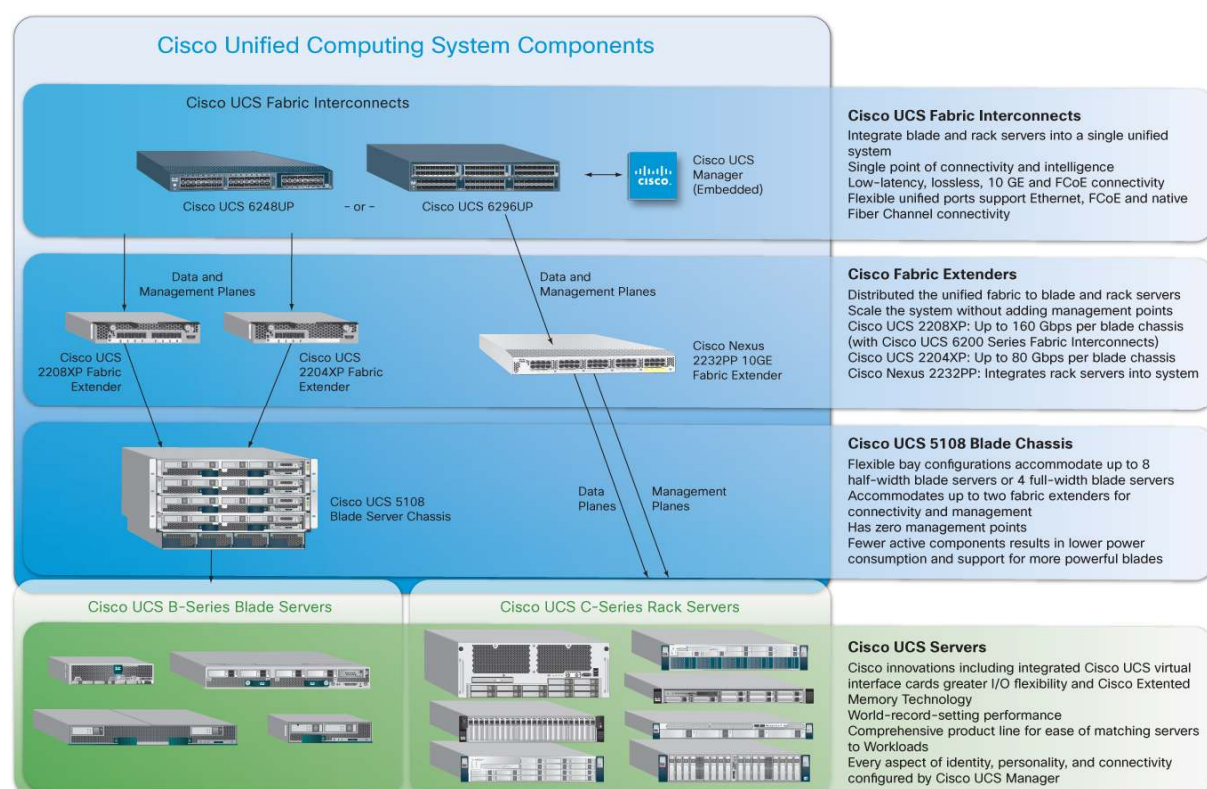 Cisco Unified Computing System Components
Cisco UCS Fabric Interconnects
Cisco UCS 6248UP
- or -
Cisco UCS 6296UP
CISCO.
Cisco UCS
Manager
(Embedded)
Cisco UCS Fabric Interconnects
Integrate blade and rack servers into a single unified
system
Single point of connectivity and intelligence
Low-latency, lossless, 10 GE and FCoE connectivity
Flexible unified ports support Ethernet, FCoE and native
Fiber Channel connectivity
Data and
Management Planes
Data and
Management Planes
Cisco UCS
2208XP Fabric
Extender
Cisco UCS
2204XP Fabric
Extender
Cisco Nexus
2232PP 10GE
Fabric Extender
Cisco Fabric Extenders
Distributed the unified fabric to blade and rack servers
Scale the system without adding management points
Cisco UCS 2208XP: Up to 160 Gbps per blade chassis
(with Cisco UCS 6200 Series Fabric Interconnects)
Cisco UCS 2204XP: Up to 80 Gbps per blade chassis
Cisco Nexus 2232PP: Integrates rack servers into system
Cisco UCS 5108
Blade Server Chassis
Data
Planes
Management
Planes
Cisco UCS 5108 Blade Chassis
Flexible bay configurations accommodate up to 8
half-width blade servers or 4 full-width blade servers
Accommodates up to two fabric extenders for
connectivity and management
Has zero management points
Fewer active components results in lower power
consumption and support for more powerful blades
Cisco UCS B-Series Blade Servers
Cisco UCS C-Series Rack Servers
Cisco UCS Servers
Cisco innovations including integrated Cisco UCS virtual
interface cards greater I/O flexibility and Cisco Extented
Memory Technology
World-record-setting performance
Comprehensive product line for ease of matching servers
to Workloads
Every aspect of identity, personality, and connectivity
configured by Cisco UCS Manager